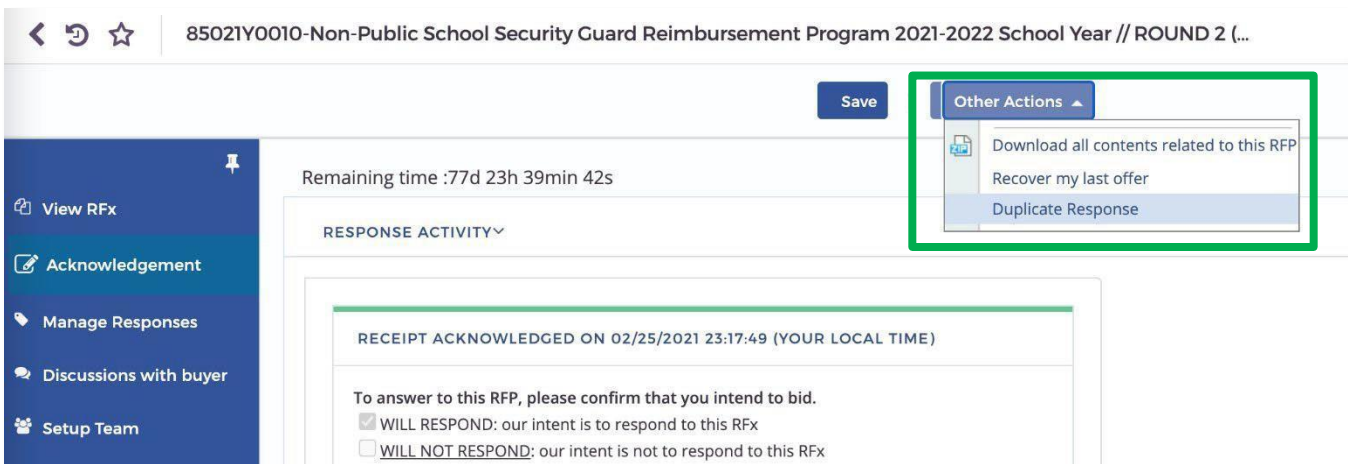 85021Y0010-Non-Public School Security Guard Reimbursement Program 2021-2022 School Year // ROUND 2 (...
Save
Other Actions
ZIP
Download all contents related to this RFP
Recover my last offer
Duplicate Response
Remaining time :77d 23h 39min 42s
View RFx
RESPONSE ACTIVITY
Acknowledgement
Manage Responses
RECEIPT ACKNOWLEDGED ON 02/25/2021 23:17:49 (YOUR LOCAL TIME)
Discussions with buyer
To answer to this RFP, please confirm that you intend to bid.
WILL RESPOND: our intent is to respond to this RFx
Setup Team
WILL NOT RESPOND: our intent is not to respond to this RFx